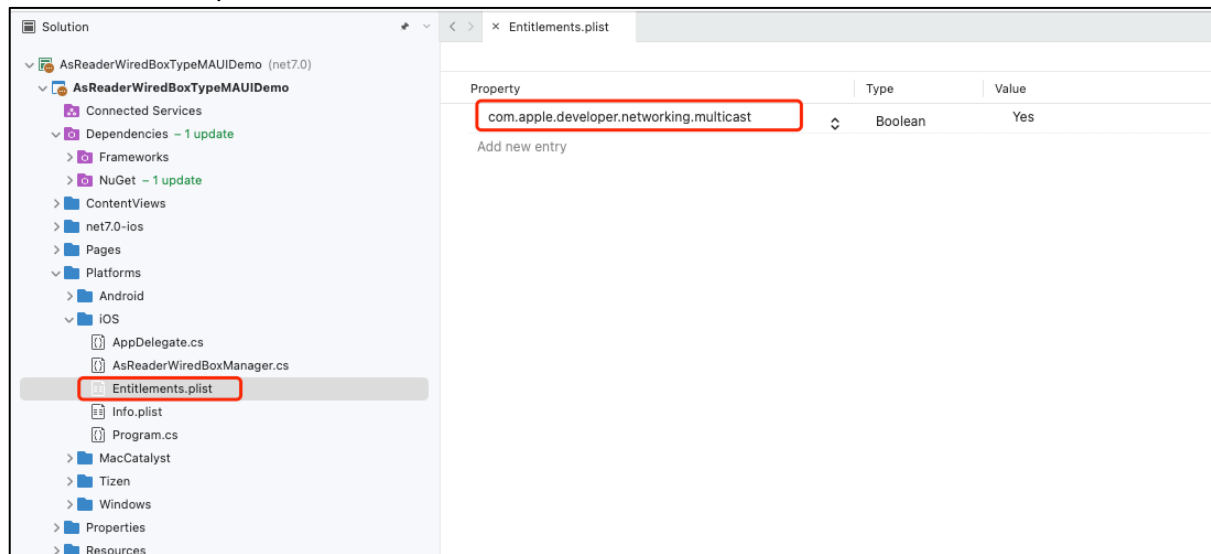 Solution
Entitlements.plist
AsReaderWiredBoxTypeMAUIDemo (net7.0)
AsReaderWiredBoxTypeMAUIDemo
Connected Services
Dependencies – 1 update
Frameworks
NuGet – 1 update
ContentViews
net7.0-ios
Pages
Platforms
Android
iOS
AppDelegate.cs
AsReaderWiredBoxManager.cs
Entitlements.plist
Info.plist
Program.cs
MacCatalyst
Tizen
Windows
Properties
Resources
Property Type Value
com.apple.developer.networking.multicast Boolean Yes
Add new entry